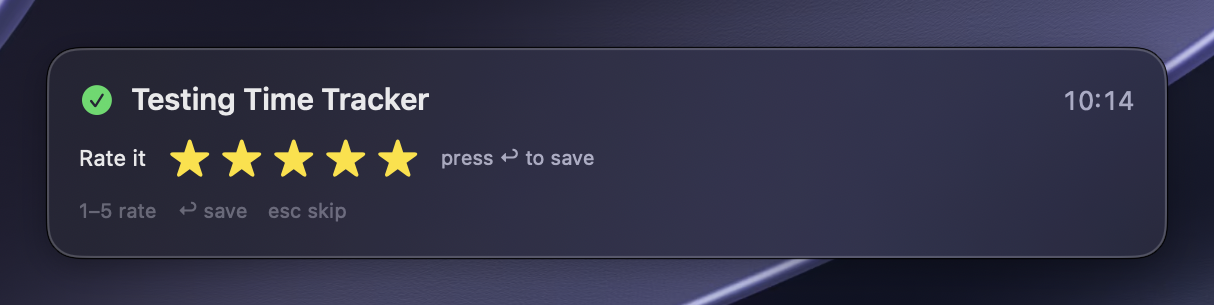 Testing Time Tracker 10:14
Rate it press ↩ to save
1–5 rate ↩ save esc skip